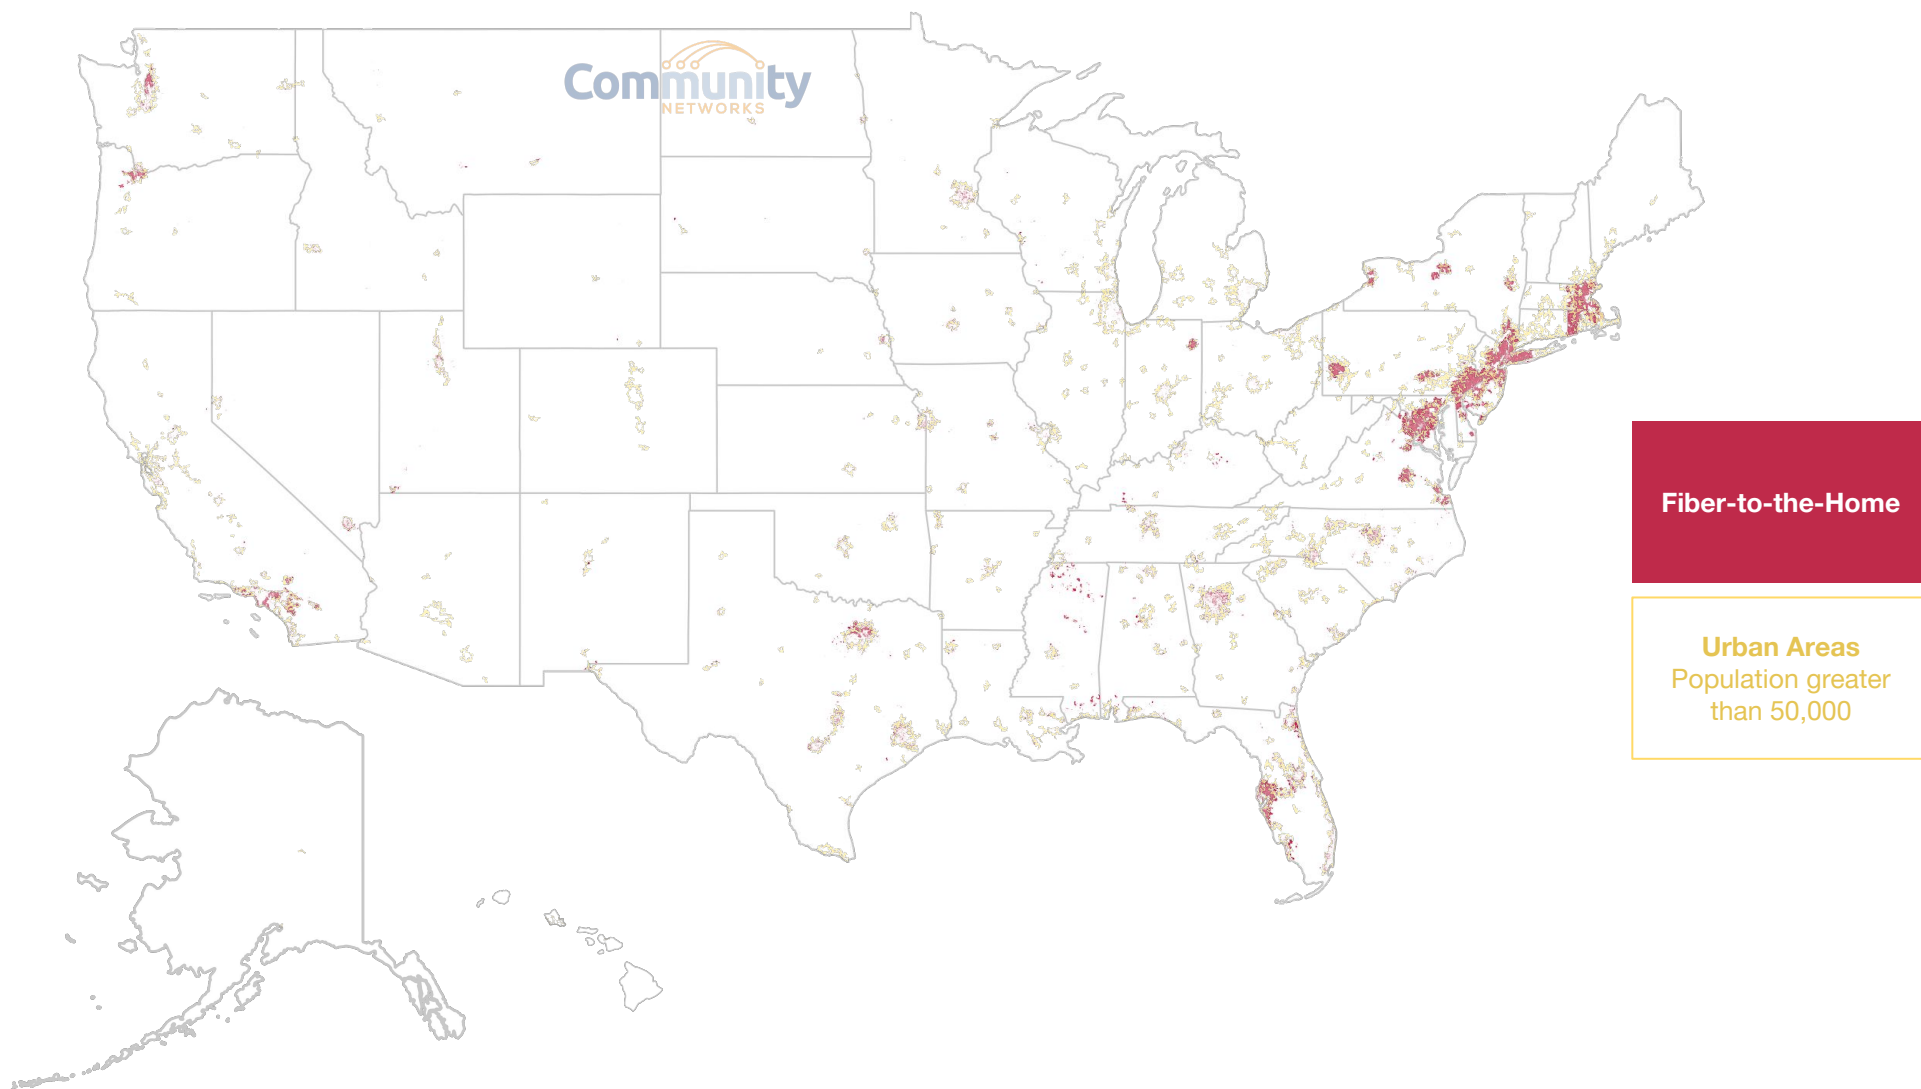 Community
NETWORKS
Fiber-to-the-Home
Urban Areas
Population greater
than 50,000